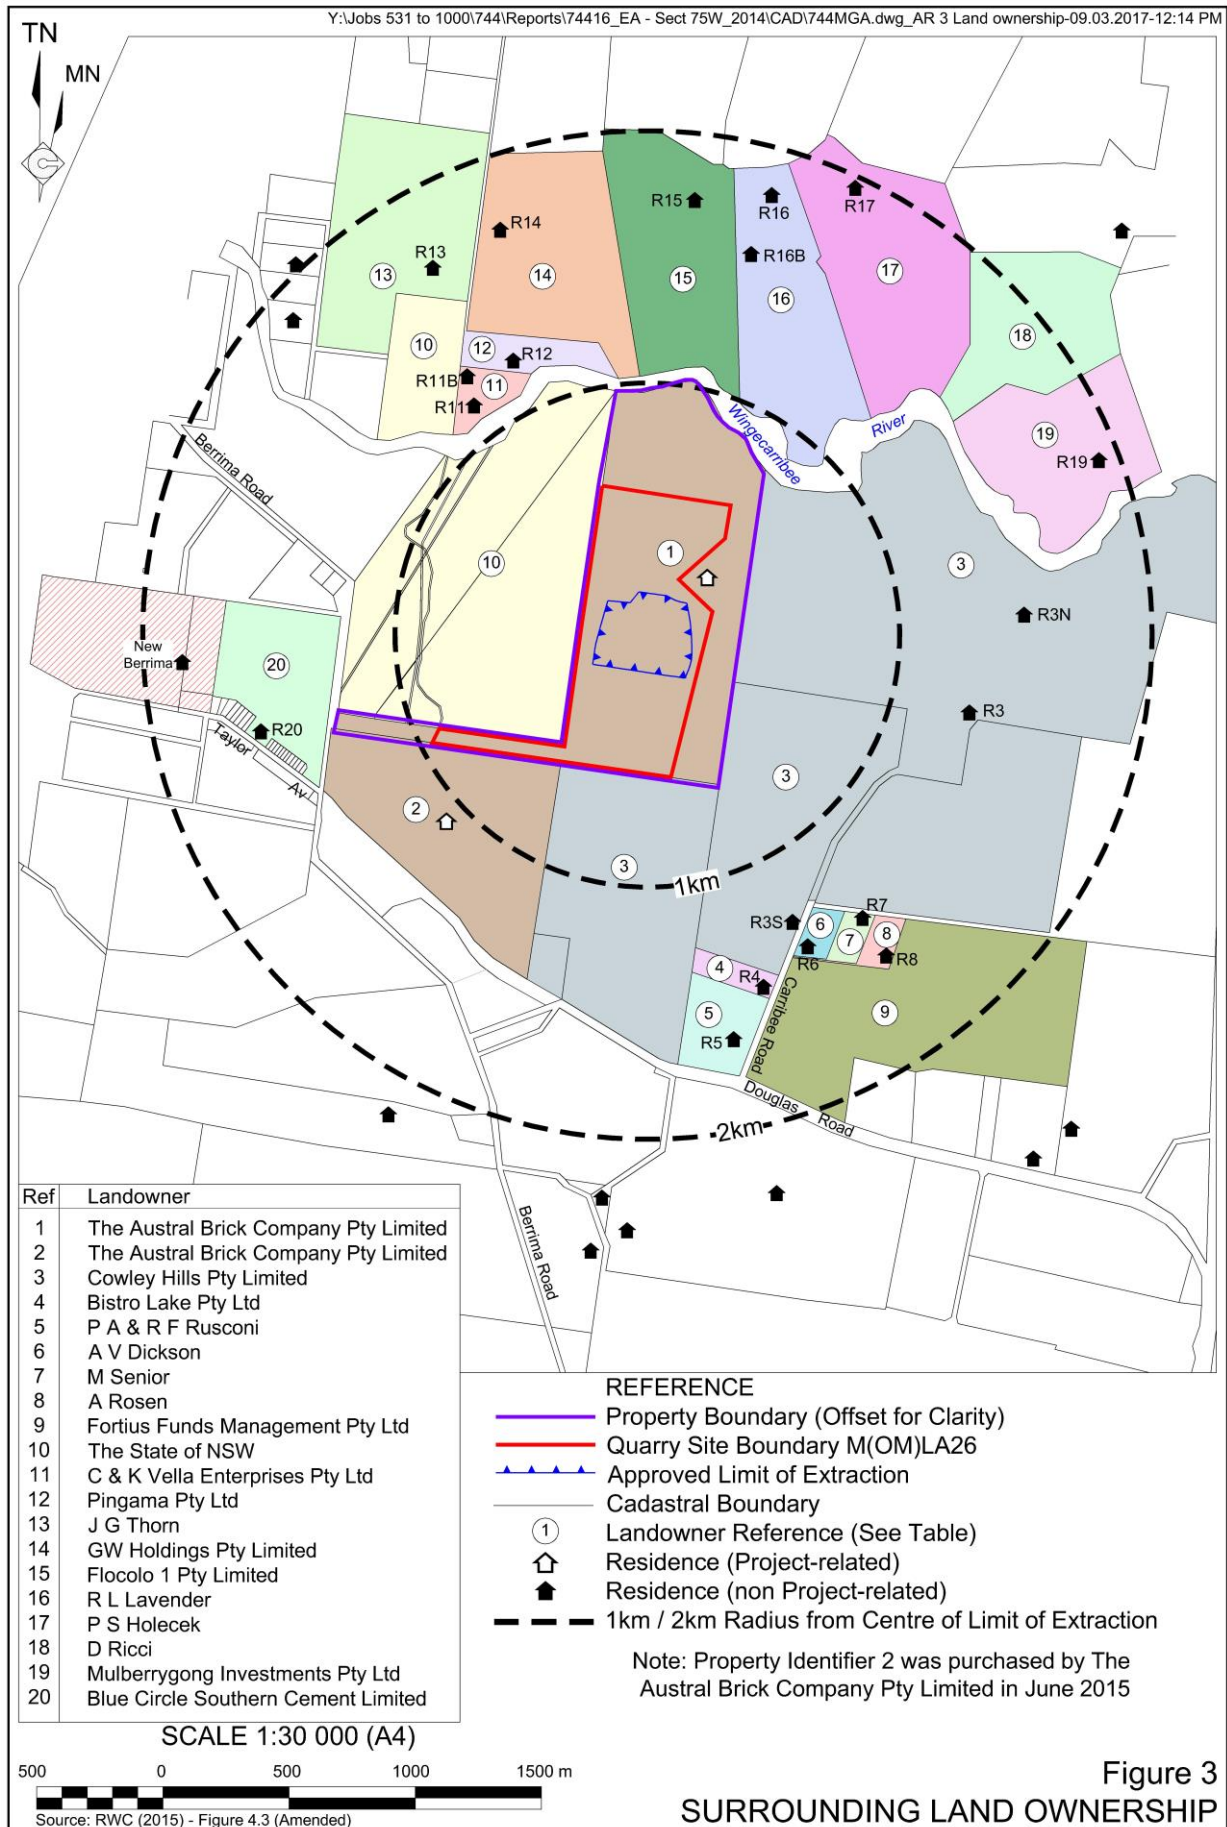 Y:\Jobs 531 to 1000\744\Reports\74416_EA - Sect 75W_2014\CAD\744MGA.dwg_AR 3 Land ownership-09.03.2017-12:14 PM
TN
MN
R15
R16
R17
R14
R16B
R13
13
14
15
16
17
18
10
12
R12
R11B
11
R11
19
R19
Wingecarribee
River
Berrima Road
10
1
3
R3N
New
Berrima
20
R20
R3
Taylor
Av
2
3
3
1km
R3S
6
R7
7
8
R6
R8
4
R4
5
R5
Carribee Road
9
Douglas
Road
2km
Berrima Road
Ref Landowner
1 The Austral Brick Company Pty Limited
2 The Austral Brick Company Pty Limited
3 Cowley Hills Pty Limited
4 Bistro Lake Pty Ltd
5 P A & R F Rusconi
6 A V Dickson
7 M Senior
8 A Rosen
9 Fortius Funds Management Pty Ltd
10 The State of NSW
11 C & K Vella Enterprises Pty Ltd
12 Pingama Pty Ltd
13 J G Thorn
14 GW Holdings Pty Limited
15 Flocolo 1 Pty Limited
16 R L Lavender
17 P S Holecek
18 D Ricci
19 Mulberrygong Investments Pty Ltd
20 Blue Circle Southern Cement Limited
REFERENCE
Property Boundary (Offset for Clarity)
Quarry Site Boundary M(OM)LA26
Approved Limit of Extraction
Cadastral Boundary
1 Landowner Reference (See Table)
Residence (Project-related)
Residence (non Project-related)
1km / 2km Radius from Centre of Limit of Extraction
Note: Property Identifier 2 was purchased by The
Austral Brick Company Pty Limited in June 2015
SCALE 1:30 000 (A4)
500 0 500 1000 1500 m
Source: RWC (2015) - Figure 4.3 (Amended)
Figure 3
SURROUNDING LAND OWNERSHIP